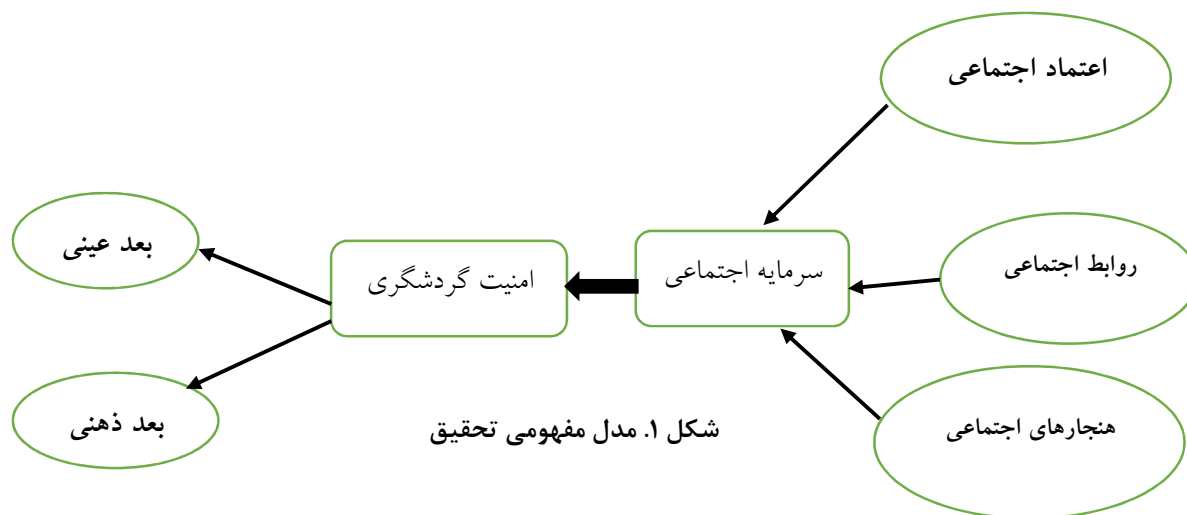 اعتماد اجتماعی
روابط اجتماعی
هنجارهای اجتماعی
سرمایه اجتماعی
امنیت گردشگری
بعد عینی
بعد ذهنی
شکل ۱. مدل مفهومی تحقیق